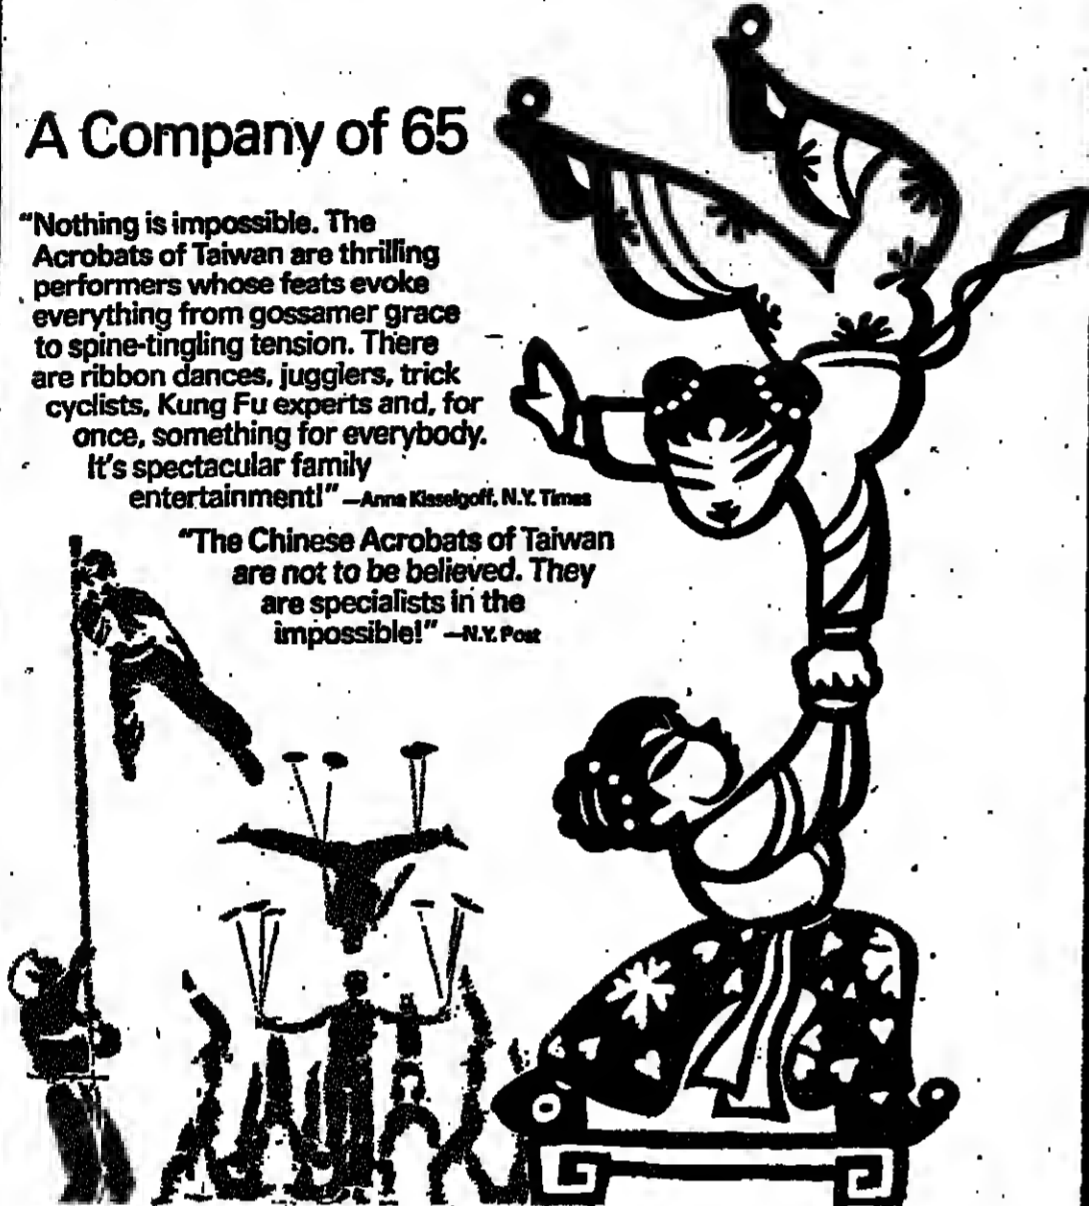 A Company of 65
"Nothing is impossible. The
Acrobats of Taiwan are thrilling
performers whose feats evoke
everything from gossamer grace
to spine-tingling tension. There
are ribbon dances, jugglers, trick
cyclists, Kung Fu experts and, for
once, something for everybody.
It's spectacular family
entertainment!" —Anna Kisselgoff, N.Y. Times
"The Chinese Acrobats of Taiwan
are not to be believed. They
are specialists in the
impossible!" —N.Y. Post